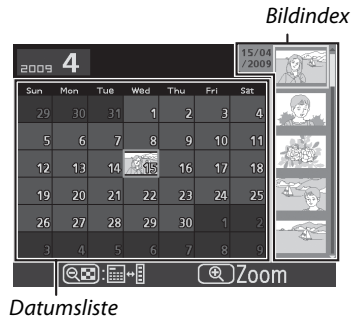 Bildindex
15/04
/2009
2009 4
Sun Mon Tue Wed Thu Fri Sat
29 30 31 1 2 3 4
5 6 7 8 9 10 11
12 13 14 15 16 17 18
19 20 21 22 23 24 25
26 27 28 29 30 1 2
3 4 5 6 7 8 9
: Zoom
Datumsliste